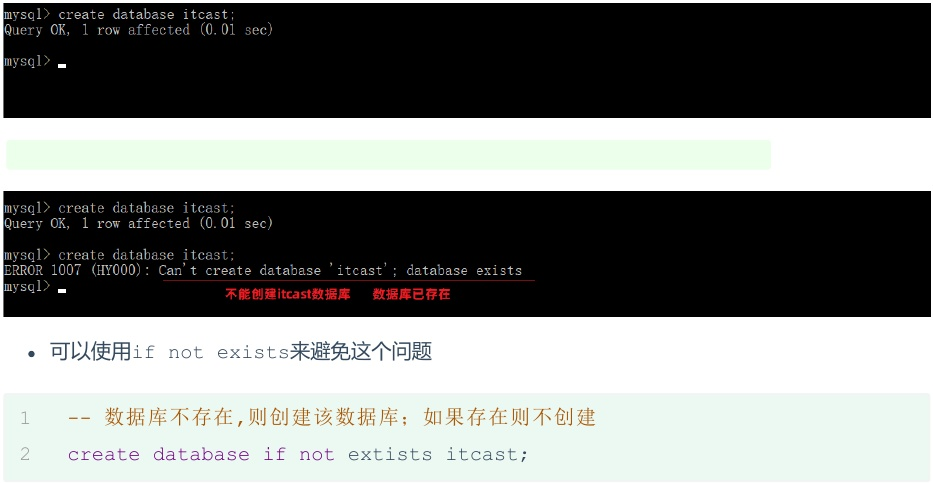 mysql> create database itcast;
Query OK, 1 row affected (0.01 sec)
mysql>
mysql> create database itcast;
Query OK, 1 row affected (0.01 sec)
mysql> create database itcast;
ERROR 1007 (HY000): Can't create database 'itcast'; database exists
mysql>
不能创建itcast数据库 数据库已存在
• 可以使用if not exists来避免这个问题
1 -- 数据库不存在,则创建该数据库；如果存在则不创建
2 create database if not extists itcast;